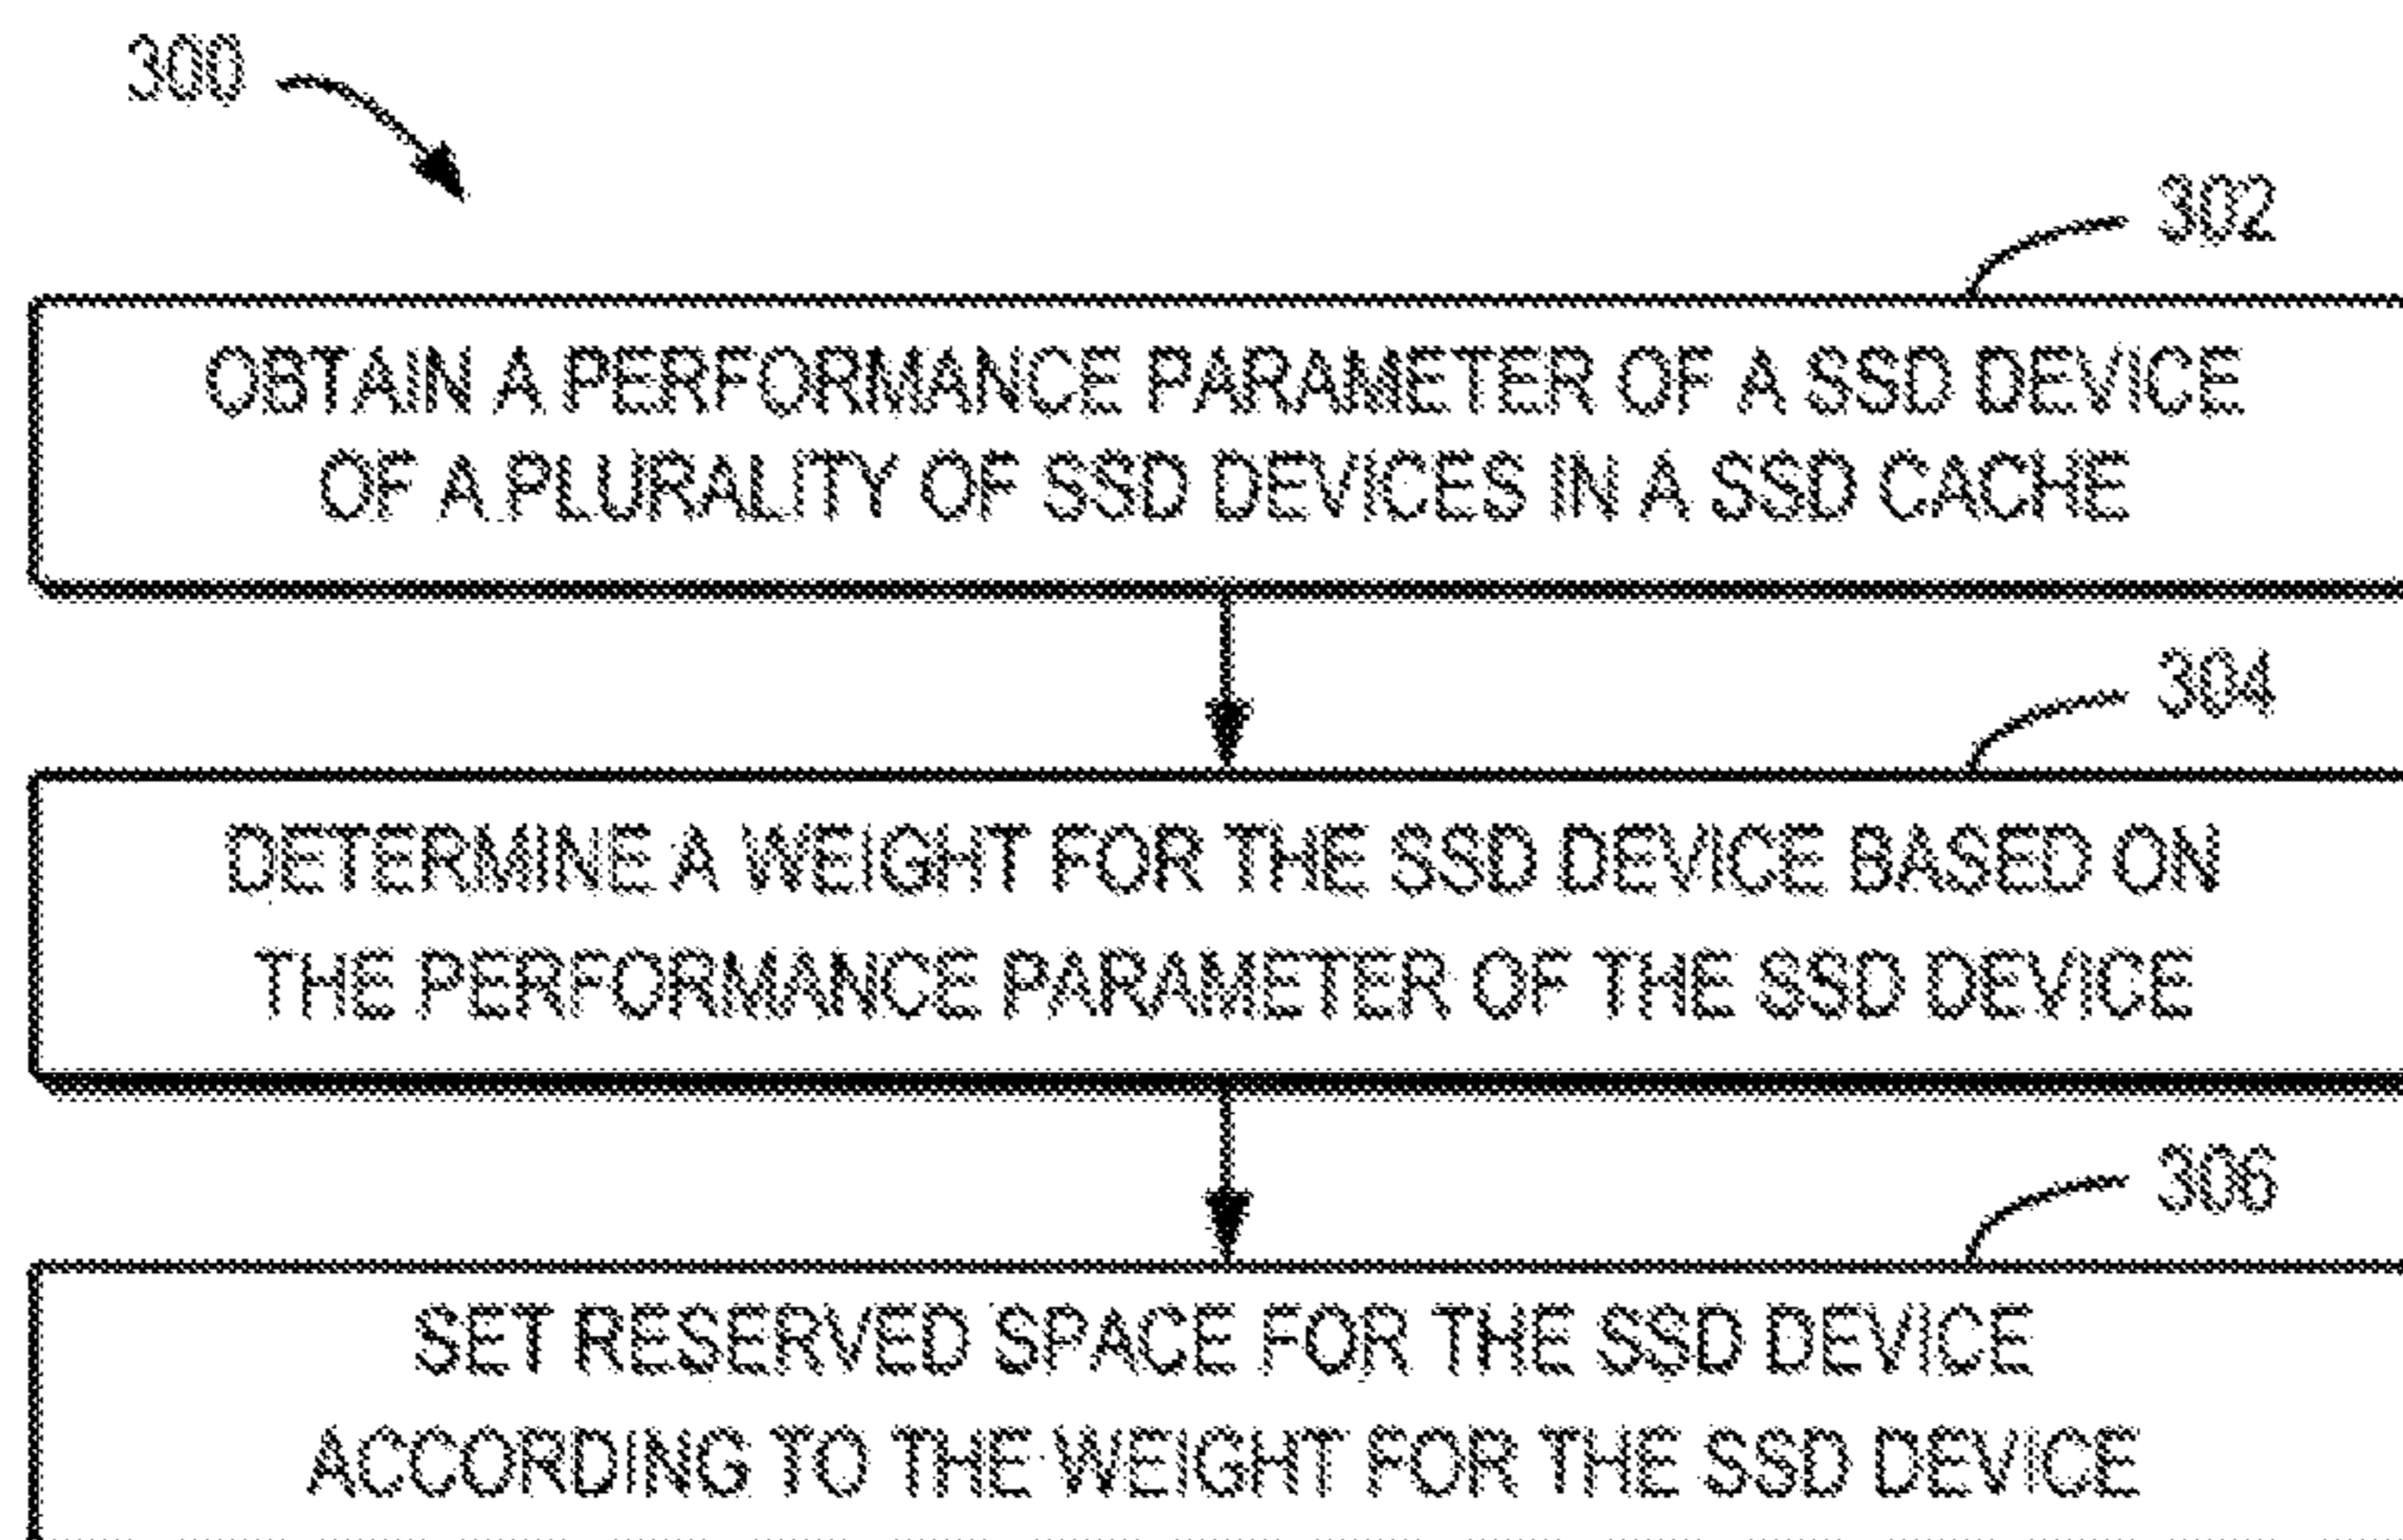 300
302
OBTAIN A PERFORMANCE PARAMETER OF A SSD DEVICE
OF A PLURALITY OF SSD DEVICES IN A SSD CACHE
304
DETERMINE A WEIGHT FOR THE SSD DEVICE BASED ON
THE PERFORMANCE PARAMETER OF THE SSD DEVICE
306
SET RESERVED SPACE FOR THE SSD DEVICE
ACCORDING TO THE WEIGHT FOR THE SSD DEVICE